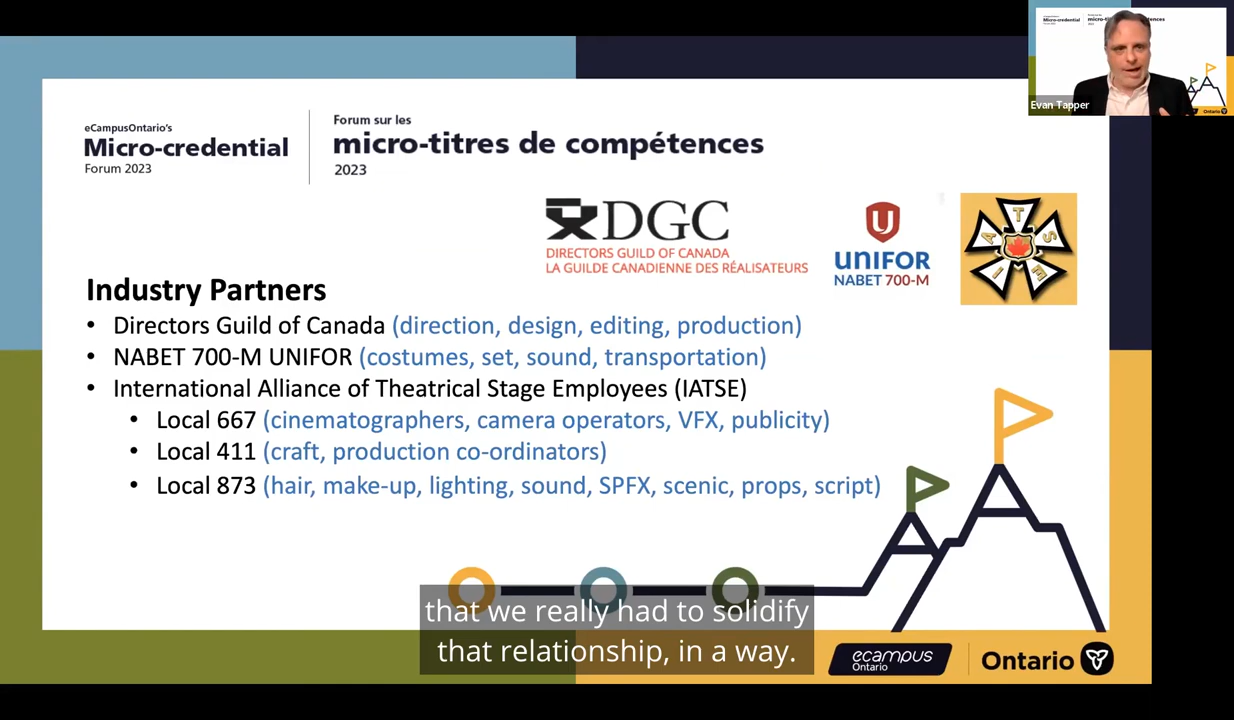 eCampusOntario's
Micro-credential
Forum 2023
Forum sur les
micro-titres de compétences
2023
Evan Tapper
DGC
DIRECTORS GUILD OF CANADA
LA GUILDE CANADIENNE DES RÉALISATEURS
U
UNIFOR
NABET 700-M
I A T S E
Industry Partners
• Directors Guild of Canada (direction, design, editing, production)
• NABET 700-M UNIFOR (costumes, set, sound, transportation)
• International Alliance of Theatrical Stage Employees (IATSE)
• Local 667 (cinematographers, camera operators, VFX, publicity)
• Local 411 (craft, production co-ordinators)
• Local 873 (hair, make-up, lighting, sound, SPFX, scenic, props, script)
that we really had to solidify
that relationship, in a way.
eCampus
Ontario
Ontario